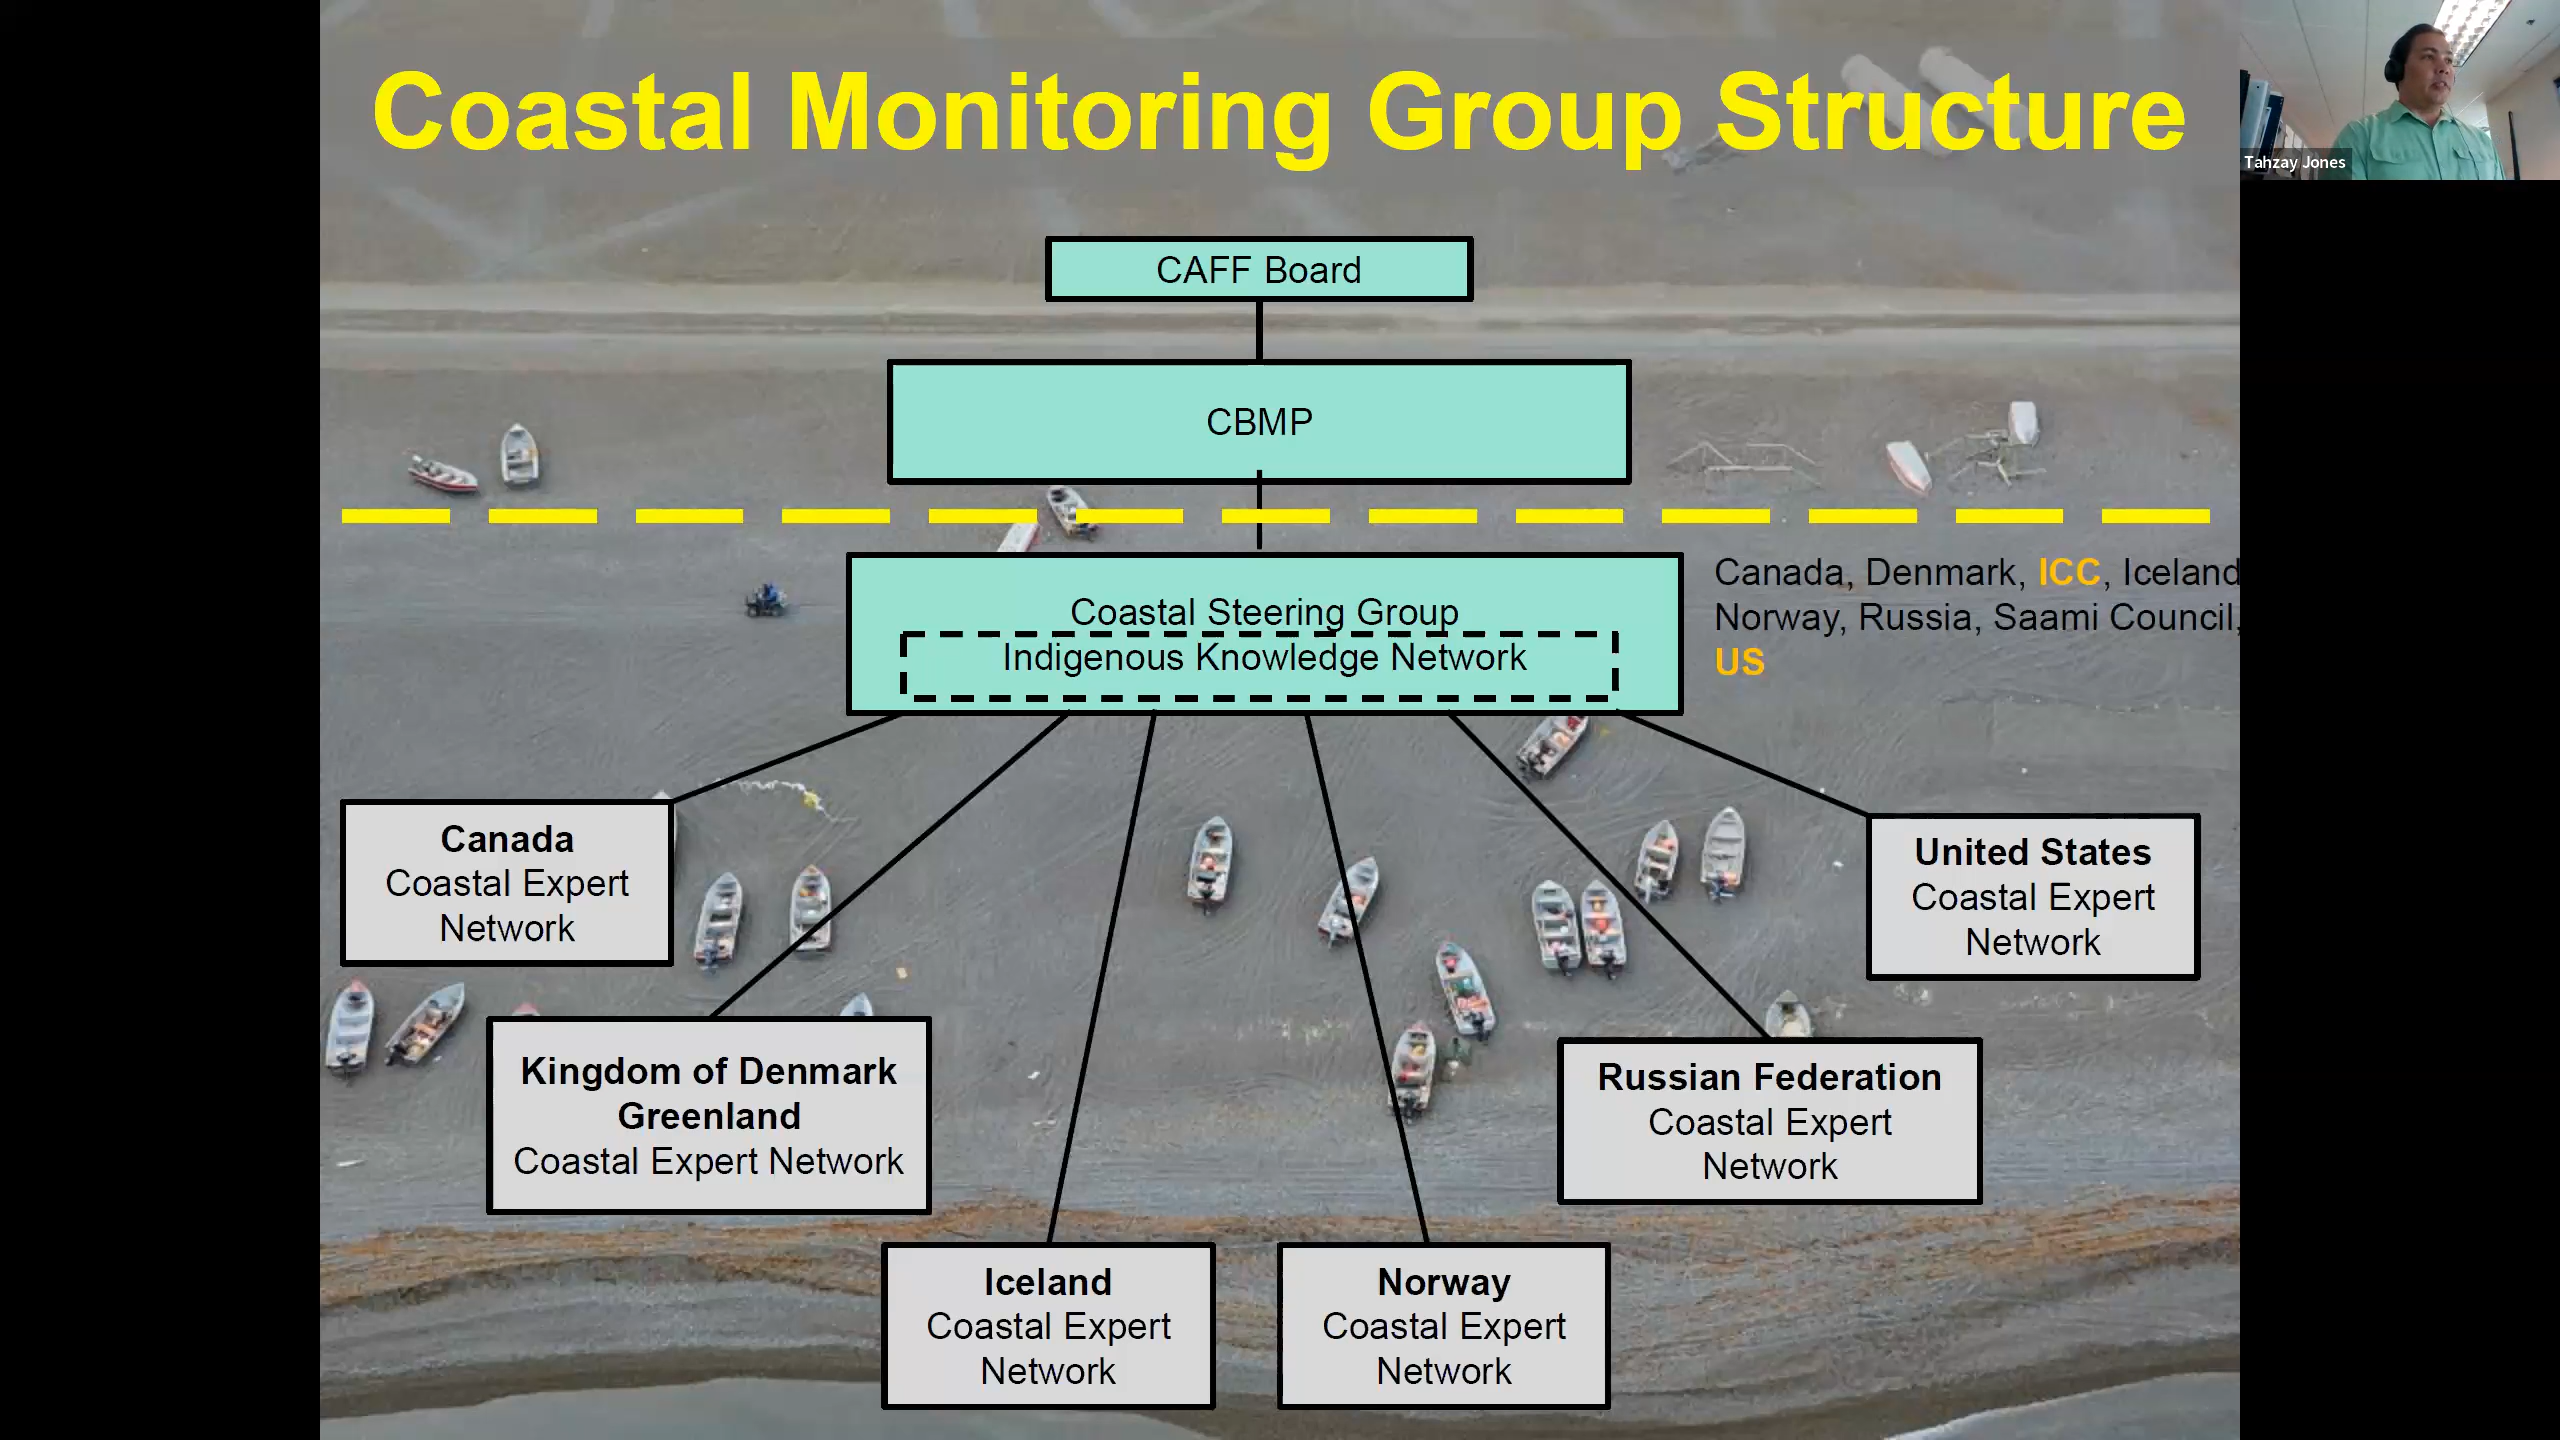 Coastal Monitoring Group Structure
Tahzay Jones
CAFF Board
CBMP
Coastal Steering Group
Indigenous Knowledge Network
Canada, Denmark, ICC, Iceland
Norway, Russia, Saami Council,
US
Canada
Coastal Expert
Network
United States
Coastal Expert
Network
Kingdom of Denmark
Greenland
Coastal Expert Network
Russian Federation
Coastal Expert
Network
Iceland
Coastal Expert
Network
Norway
Coastal Expert
Network